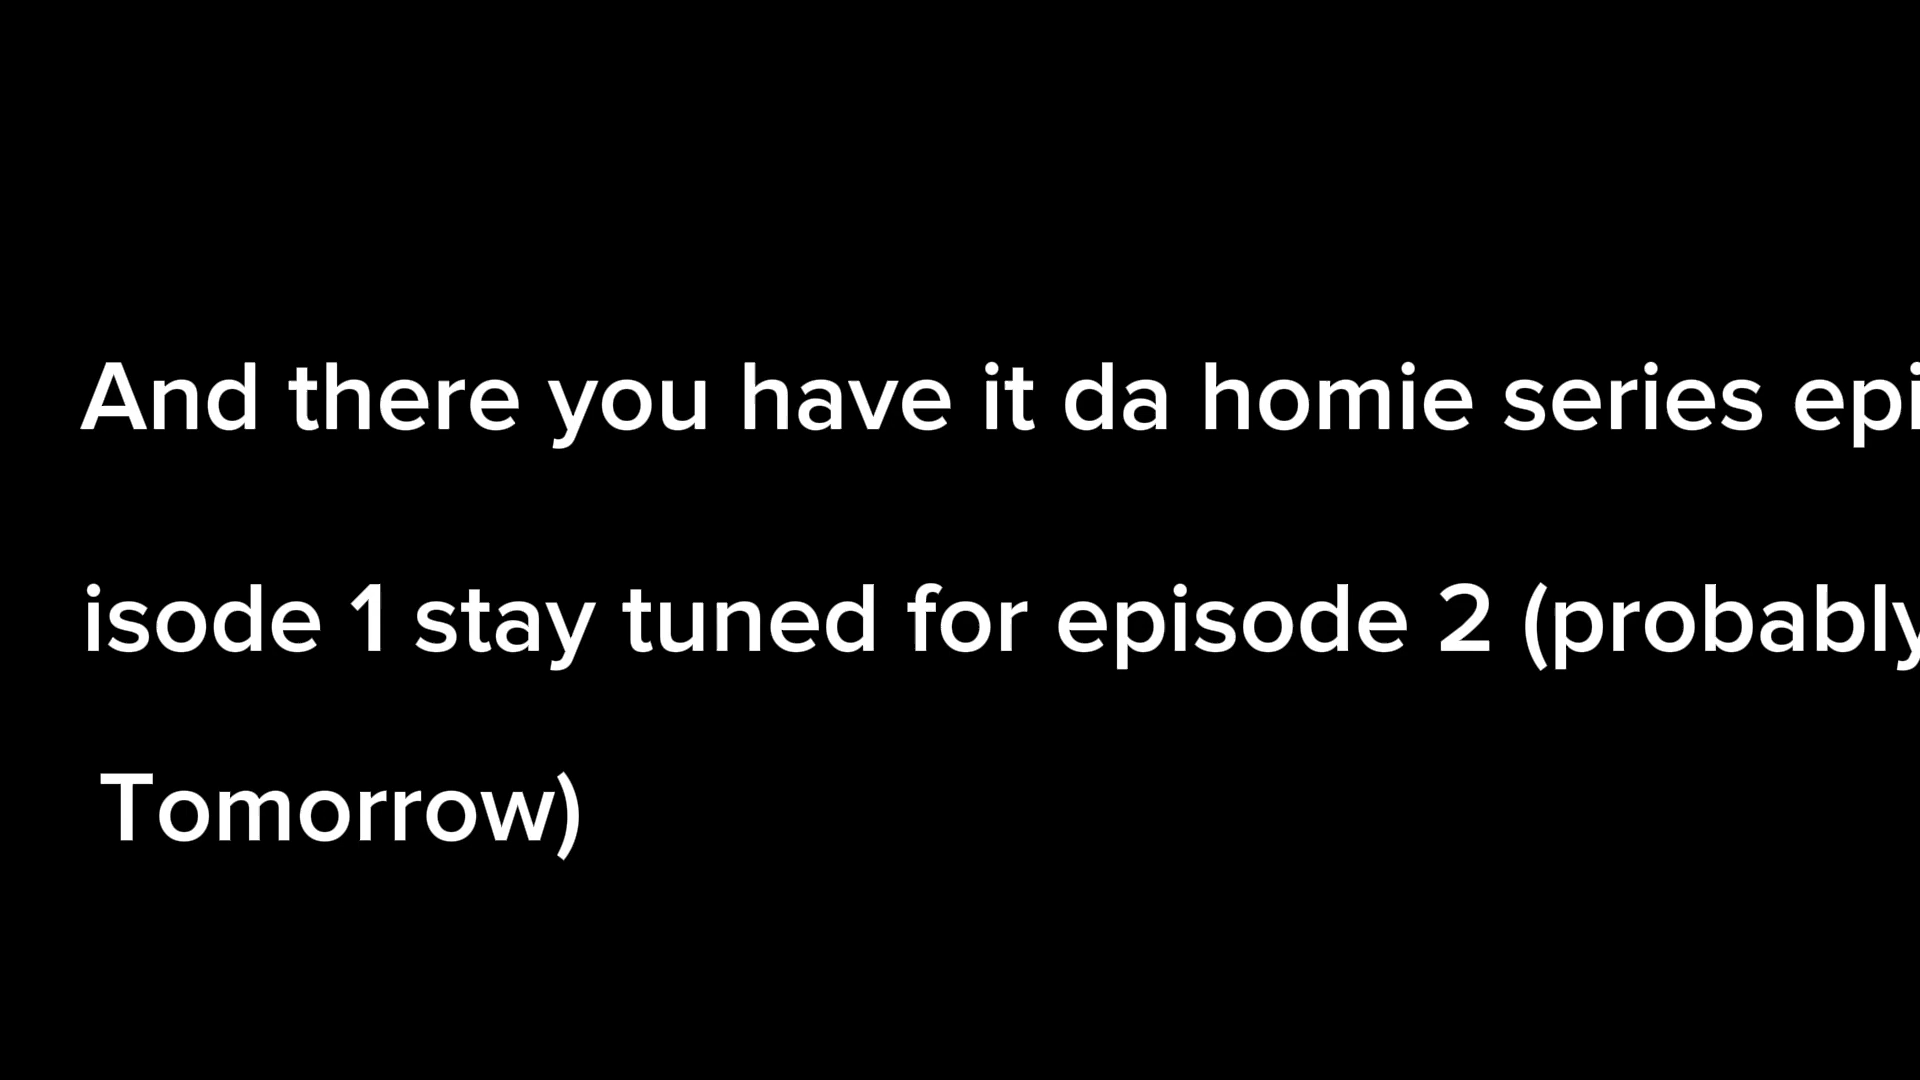 And there you have it da homie series epi
isode 1 stay tuned for episode 2 (probably
Tomorrow)